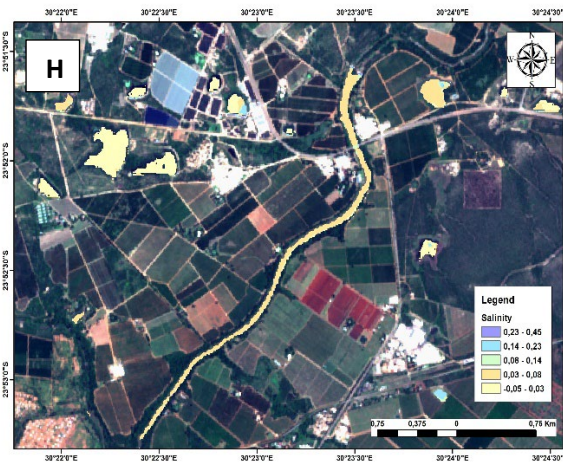 30°22'0"E 30°22'30"E 30°23'0"E 30°23'30"E 30°24'0"E 30°24'30"E
H
N
W E
S
23°51'30"S
23°52'0"S
23°52'30"S
23°53'0"S
Legend
Salinity
0,23 - 0,45
0,14 - 0,23
0,08 - 0,14
0,03 - 0,08
-0,05 - 0,03
0,75 0,375 0 0,75 Km
30°22'0"E 30°22'30"E 30°23'0"E 30°23'30"E 30°24'0"E 30°24'30"E